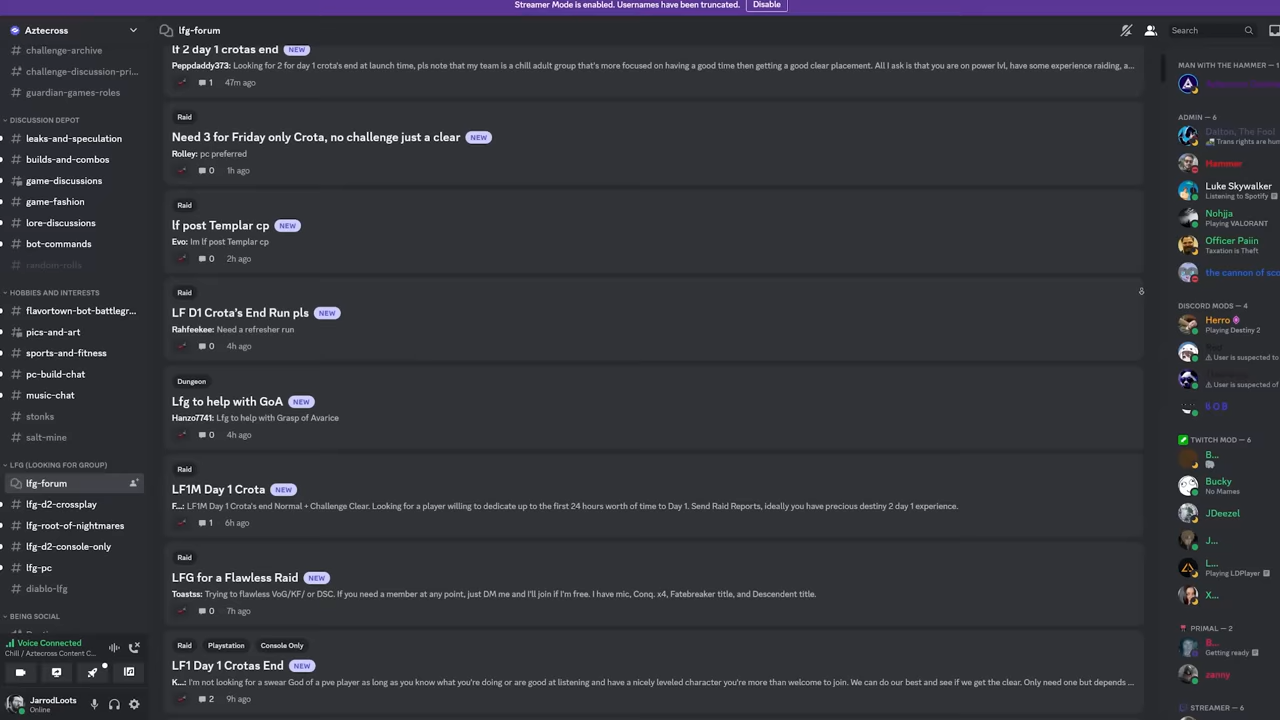 Streamer Mode is enabled. Usernames have been truncated.
Disable
Aztecross
challenge-archive
challenge-discussion-pri...
guardian-games-roles
DISCUSSION DEPOT
leaks-and-speculation
builds-and-combos
game-discussions
game-fashion
lore-discussions
bot-commands
random-rolls
HOBBIES AND INTERESTS
flavortown-bot-battlegr...
pics-and-art
sports-and-fitness
pc-build-chat
music-chat
stonks
salt-mine
LFG (LOOKING FOR GROUP)
lfg-forum
lfg-d2-crossplay
lfg-root-of-nightmares
lfg-d2-console-only
lfg-pc
diablo-lfg
BEING SOCIAL
Voice Connected
Chill / Aztecross Content C...
JarrodLoots
Online
lfg-forum
Search
lf 2 day 1 crotas end NEW
Peppdaddy373: Looking for 2 for day 1 crota's end at launch time, pls note that my team is a chill adult group that's more focused on having a good time then getting a good clear placement. All I ask is that you are on power lvl, have some experience raiding, a...
1 47m ago
Raid
Need 3 for Friday only Crota, no challenge just a clear NEW
Rolley: pc preferred
0 1h ago
Raid
lf post Templar cp NEW
Evo: Im lf post Templar cp
0 2h ago
Raid
LF D1 Crota's End Run pls NEW
Rahfeekee: Need a refresher run
0 4h ago
Dungeon
Lfg to help with GoA NEW
Hanzo7741: Lfg to help with Grasp of Avarice
0 4h ago
Raid
LF1M Day 1 Crota NEW
F...: LF1M Day 1 Crota's end Normal + Challenge Clear. Looking for a player willing to dedicate up to the first 24 hours worth of time to Day 1. Send Raid Reports, ideally you have precious destiny 2 day 1 experience.
1 6h ago
Raid
LFG for a Flawless Raid NEW
Toastss: Trying to flawless VoG/KF/ or DSC. If you need a member at any point, just DM me and I'll join if I'm free. I have mic, Conq. x4, Fatebreaker title, and Descendent title.
0 7h ago
Raid Playstation Console Only
LF1 Day 1 Crotas End NEW
K...: I'm not looking for a swear God of a pve player as long as you know what you're doing or are good at listening and have a nicely leveled character you're more than welcome to join. We can do our best and see if we get the clear. Only need one but depends ...
2 9h ago
MAN WITH THE HAMMER — 1
ADMIN — 6
Dalton, The Fool
Trans rights are hum
Hammer
Luke Skywalker
Listening to Spotify
Nohjja
Playing VALORANT
Officer Paiin
Taxation is Theft
the cannon of sco
DISCORD MODS — 4
Herro
Playing Destiny 2
User is suspected to
User is suspected of
B O B
TWITCH MOD — 6
B...
Bucky
No Mames
JDeezel
J...
L...
Playing LDPlayer
X...
PRIMAL — 2
B...
Getting ready
zanny
STREAMER — 6